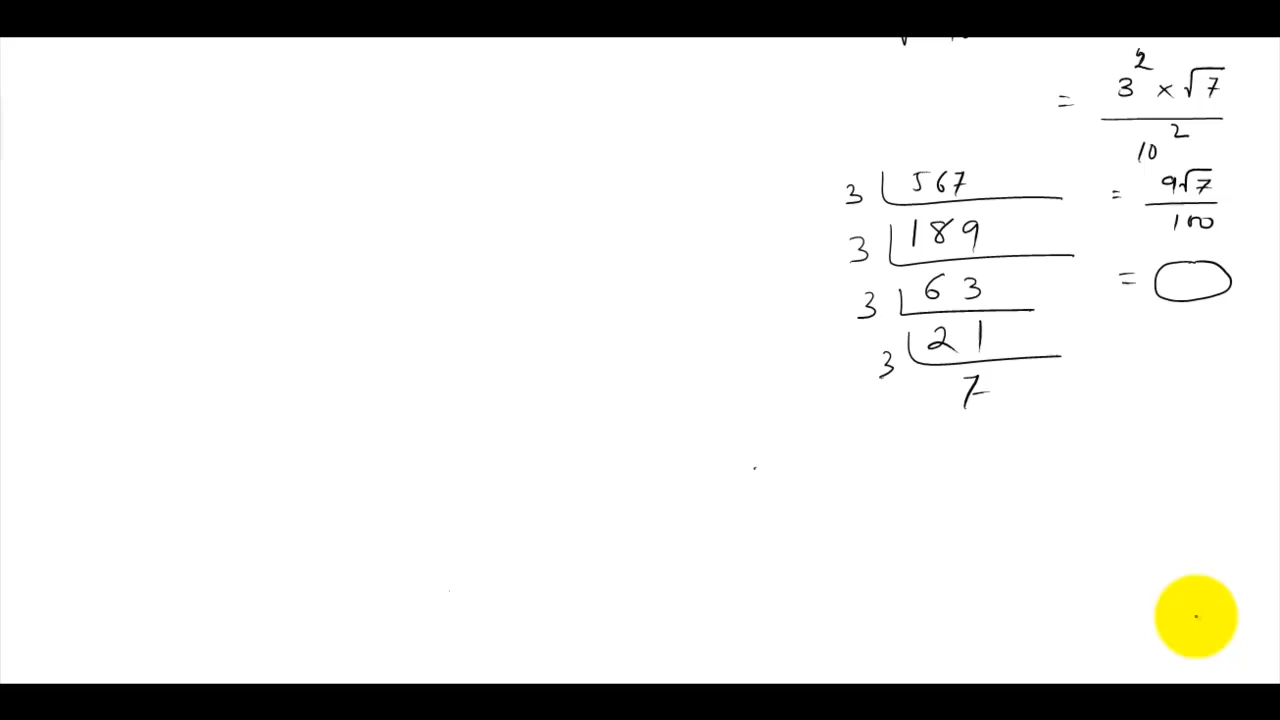 = 3² × √7 / 10²
3 | 567
= 9√7 / 100
3 | 189
=
3 | 63
3 | 21
7